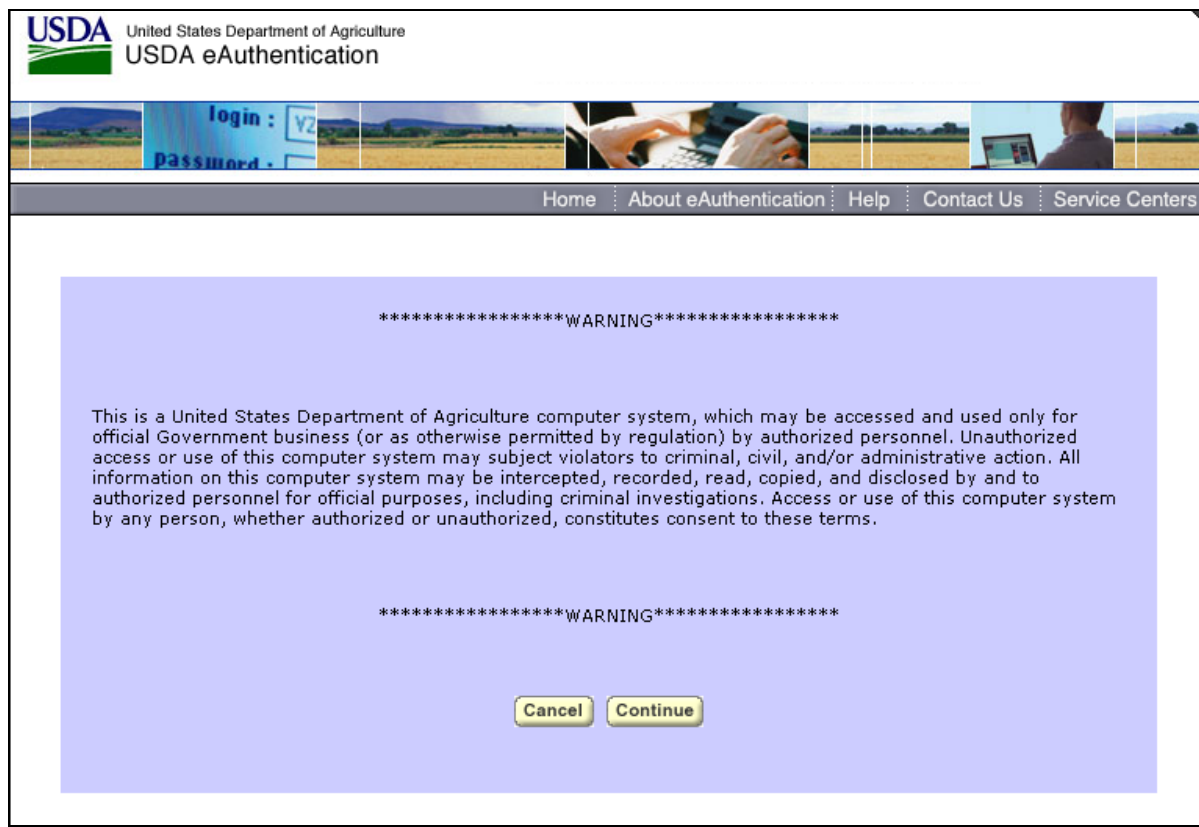 USDA
United States Department of Agriculture
USDA eAuthentication
login :
password :
Home About eAuthentication Help Contact Us Service Centers
*****************WARNING*****************
This is a United States Department of Agriculture computer system, which may be accessed and used only for
official Government business (or as otherwise permitted by regulation) by authorized personnel. Unauthorized
access or use of this computer system may subject violators to criminal, civil, and/or administrative action. All
information on this computer system may be intercepted, recorded, read, copied, and disclosed by and to
authorized personnel for official purposes, including criminal investigations. Access or use of this computer system
by any person, whether authorized or unauthorized, constitutes consent to these terms.
*****************WARNING*****************
Cancel Continue